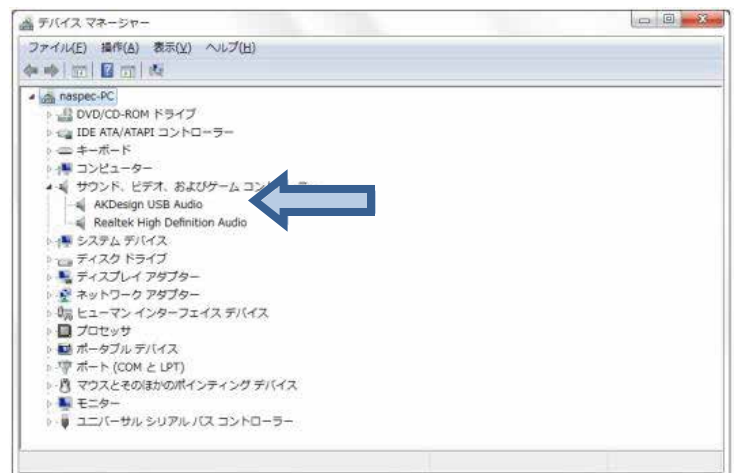 デバイス マネージャー
ファイル(F) 操作(A) 表示(V) ヘルプ(H)
naspec-PC
DVD/CD-ROM ドライブ
IDE ATA/ATAPI コントローラー
キーボード
コンピューター
サウンド、ビデオ、およびゲーム コン
AKDesign USB Audio
Realtek High Definition Audio
システム デバイス
ディスク ドライブ
ディスプレイ アダプター
ネットワーク アダプター
ヒューマン インターフェイス デバイス
プロセッサ
ポータブル デバイス
ポート (COM と LPT)
マウスとそのほかのポインティング デバイス
モニター
ユニバーサル シリアル バス コントローラー